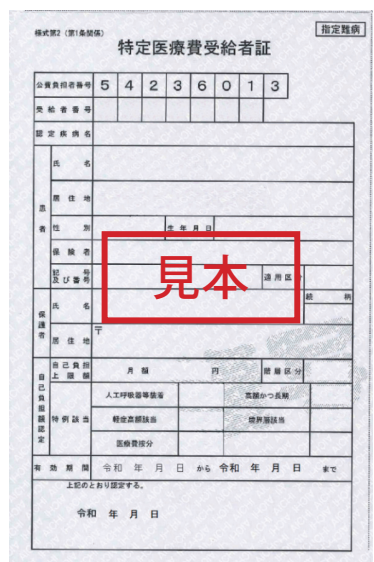 様式第2（第1条関係）
指定難病
特定医療費受給者証
公費負担者番号 5 4 2 3 6 0 1 3
受給者番号
認定疾病名
患者
氏名
居住地
性別 生年月日
保険者
記号及び番号 適用区分
見本
保護者
氏名 続柄
居住地 〒
自己負担額認定
自己負担上限額 月額 円 階層区分
特例該当
人工呼吸器等装着 高額かつ長期
軽症高額該当 境界層該当
医療費按分
有効期間 令和 年 月 日 から 令和 年 月 日 まで
上記のとおり認定する。
令和 年 月 日